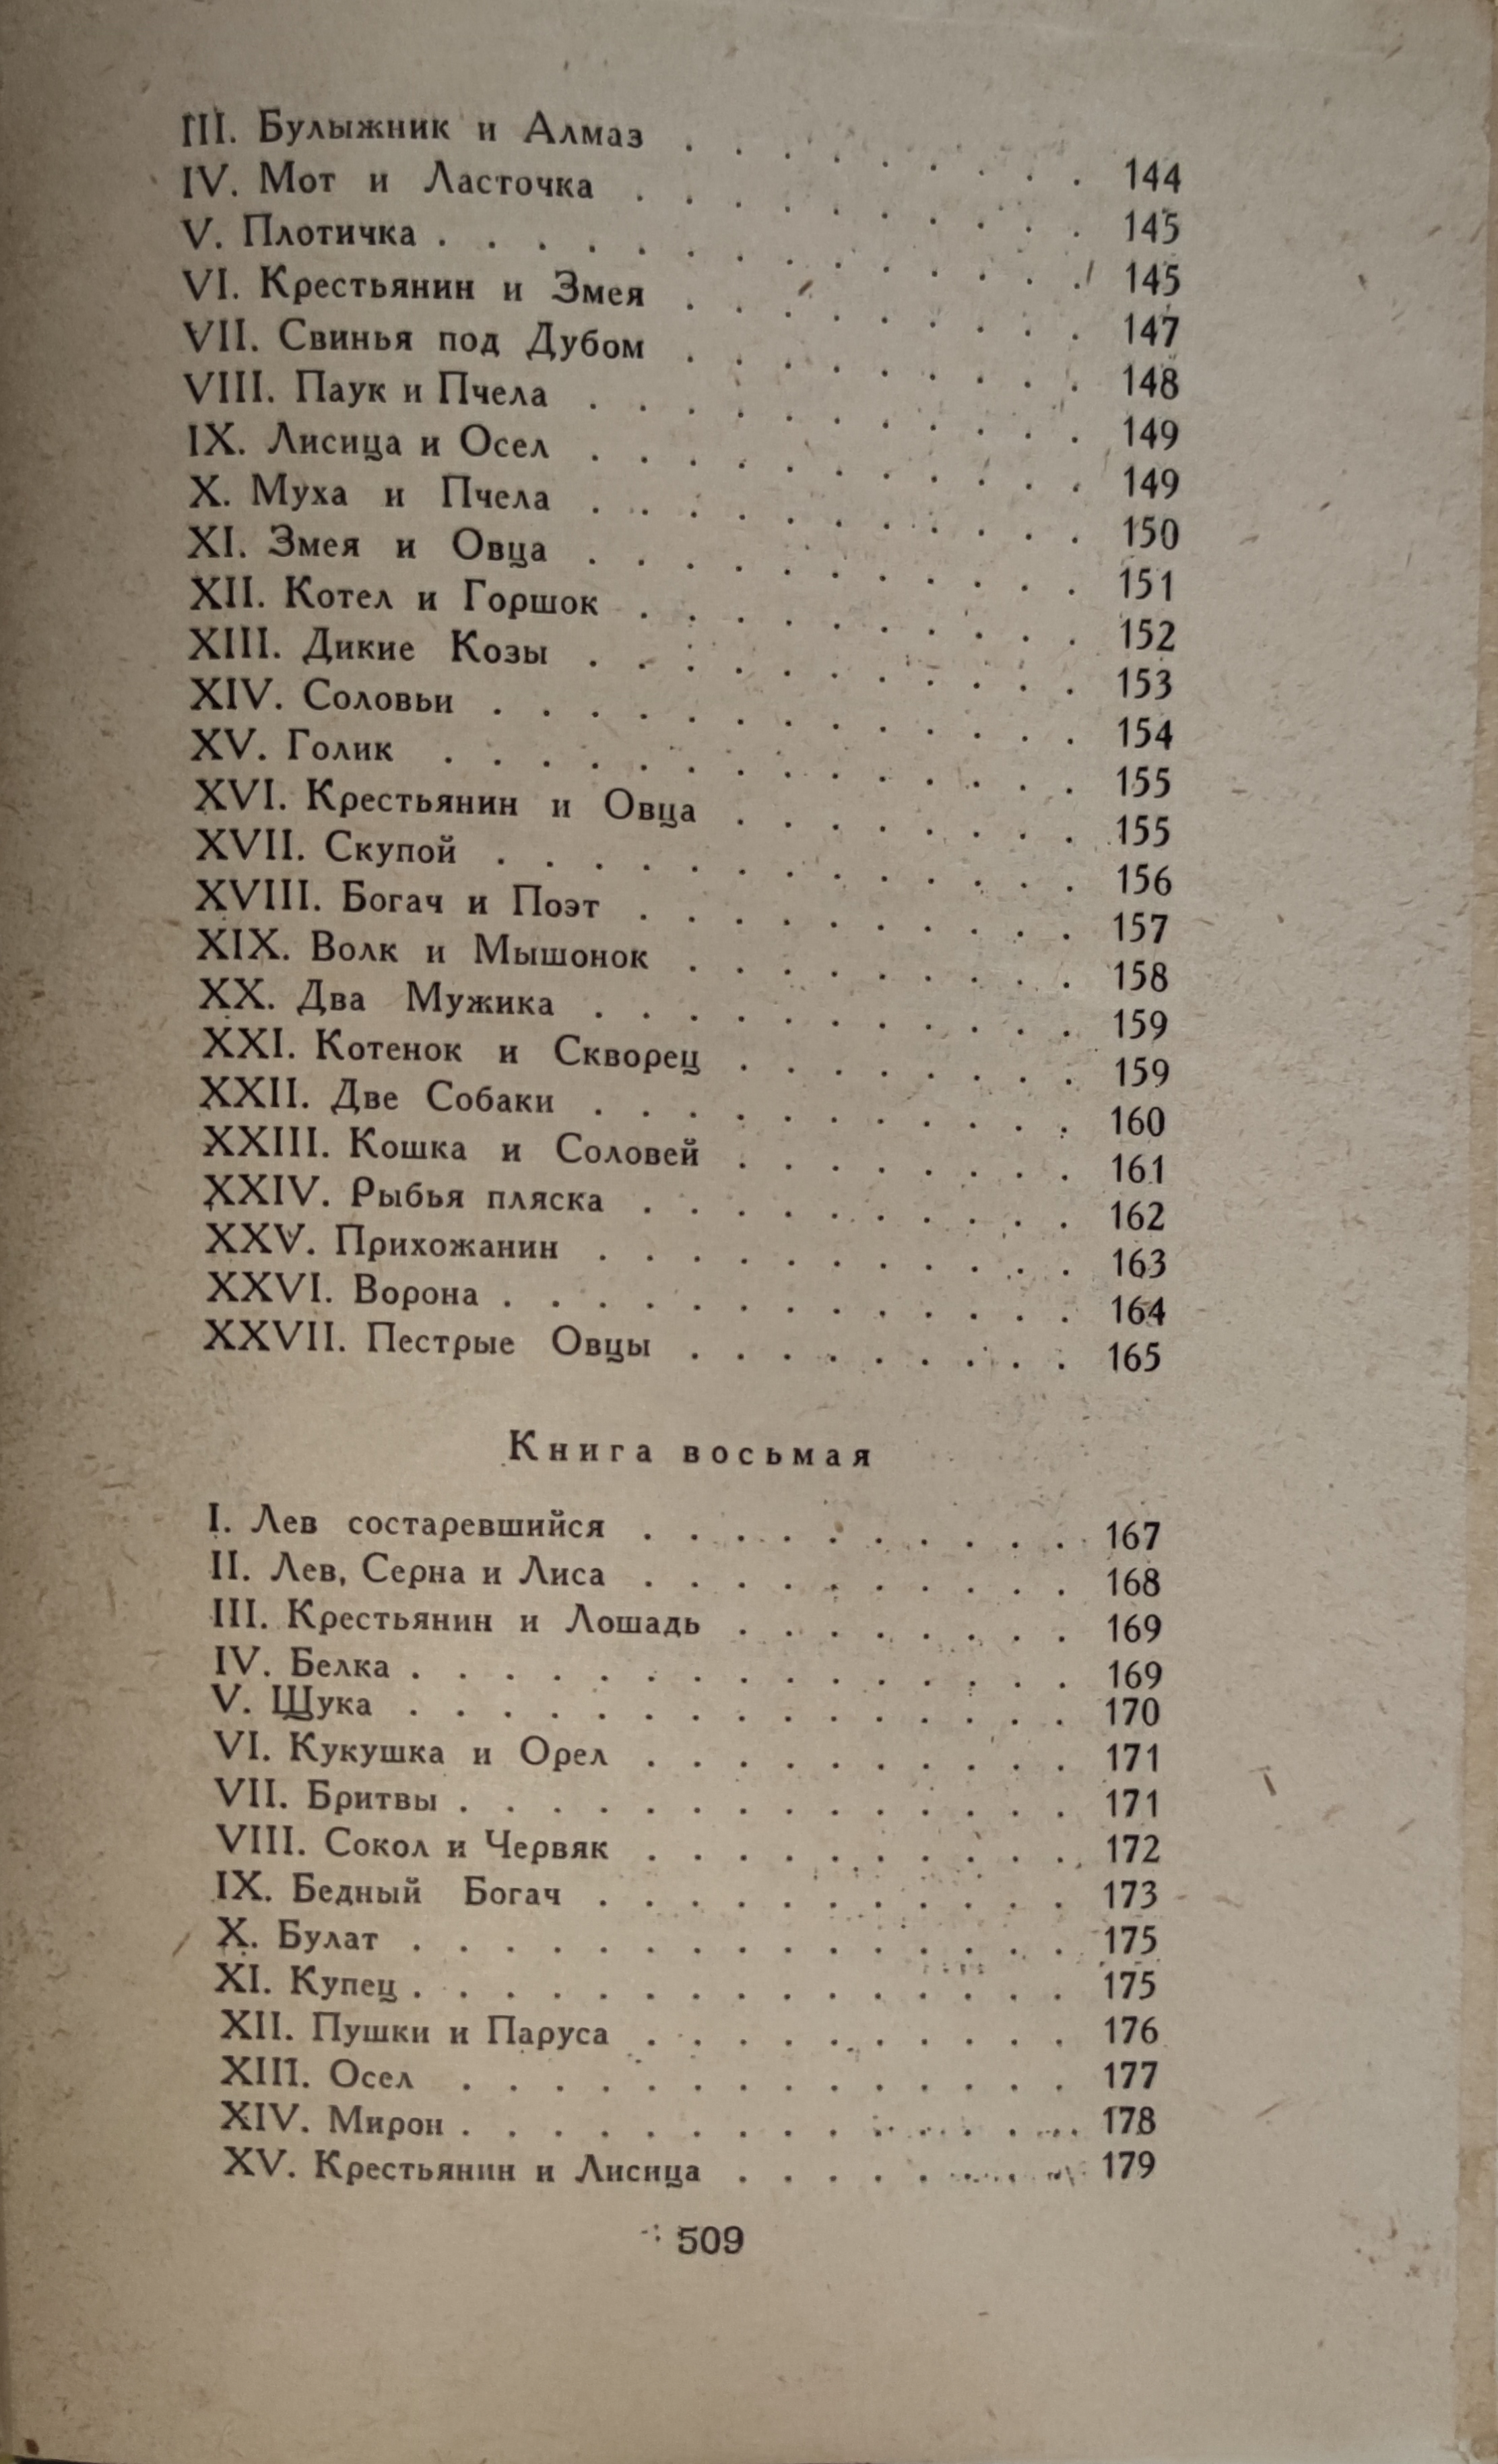 III. Булыжник и Алмаз . . . . . . . . . 144
IV. Мот и Ласточка . . . . . . . . . . 145
V. Плотичка . . . . . . . . . . . . . . 145
VI. Крестьянин и Змея . . . . . . . . . 147
VII. Свинья под Дубом . . . . . . . . . 148
VIII. Паук и Пчела . . . . . . . . . . . 149
IX. Лисица и Осел . . . . . . . . . . . 149
X. Муха и Пчела . . . . . . . . . . . 150
XI. Змея и Овца . . . . . . . . . . . 151
XII. Котел и Горшок . . . . . . . . . . 152
XIII. Дикие Козы . . . . . . . . . . . 153
XIV. Соловьи . . . . . . . . . . . . . 154
XV. Голик . . . . . . . . . . . . . . 155
XVI. Крестьянин и Овца . . . . . . . . 155
XVII. Скупой . . . . . . . . . . . . . 156
XVIII. Богач и Поэт . . . . . . . . . . 157
XIX. Волк и Мышонок . . . . . . . . . 158
XX. Два Мужика . . . . . . . . . . . 159
XXI. Котенок и Скворец . . . . . . . . 159
XXII. Две Собаки . . . . . . . . . . . 160
XXIII. Кошка и Соловей . . . . . . . . 161
XXIV. Рыбья пляска . . . . . . . . . . 162
XXV. Прихожанин . . . . . . . . . . . 163
XXVI. Ворона . . . . . . . . . . . . . 164
XXVII. Пестрые Овцы . . . . . . . . . 165
Книга восьмая
I. Лев состаревшийся . . . . . . . . . . 167
II. Лев, Серна и Лиса . . . . . . . . . . 168
III. Крестьянин и Лошадь . . . . . . . . 169
IV. Белка . . . . . . . . . . . . . . . 169
V. Щука . . . . . . . . . . . . . . . 170
VI. Кукушка и Орел . . . . . . . . . . 171
VII. Бритвы . . . . . . . . . . . . . . 171
VIII. Сокол и Червяк . . . . . . . . . . 172
IX. Бедный Богач . . . . . . . . . . . 173
X. Булат . . . . . . . . . . . . . . . 175
XI. Купец . . . . . . . . . . . . . . . 175
XII. Пушки и Паруса . . . . . . . . . . 176
XIII. Осел . . . . . . . . . . . . . . 177
XIV. Мирон . . . . . . . . . . . . . . 178
XV. Крестьянин и Лисица . . . . . . . . 179
509